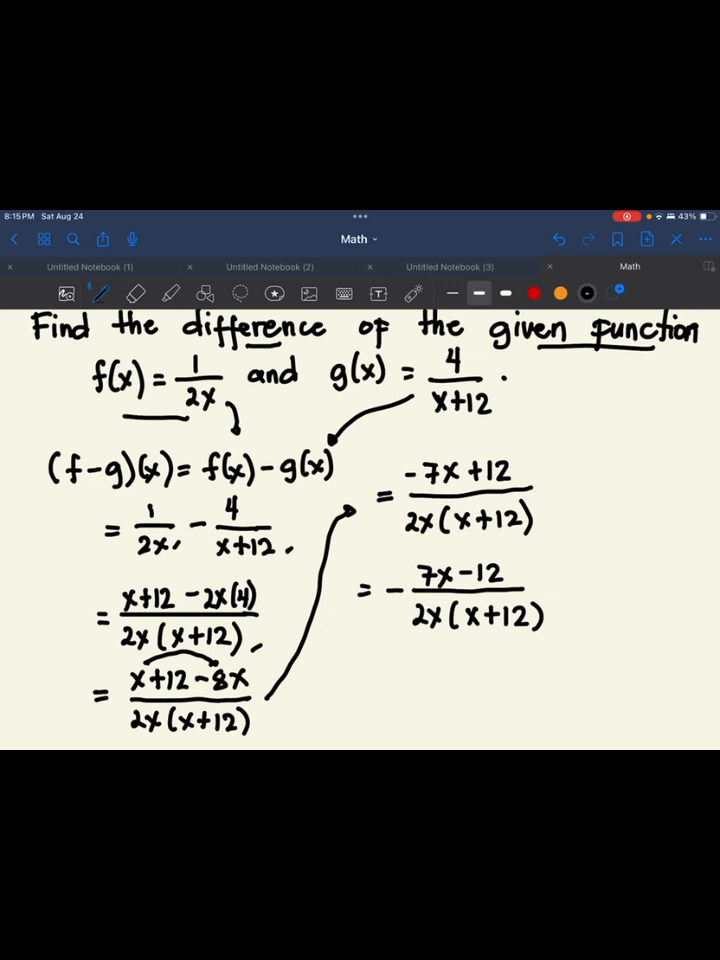 8:15 PM Sat Aug 24
43%
Math
Untitled Notebook (1)
Untitled Notebook (2)
Untitled Notebook (3)
Math
Find the difference of the given function
f(x) = 1/2x and g(x) = 4/x+12.
(f-g)(x) = f(x) - g(x)
= 1/2x - 4/x+12
= x+12 - 2x(4)/2x(x+12)
= x+12 - 8x/2x(x+12)
= -7x+12/2x(x+12)
= - 7x-12/2x(x+12)